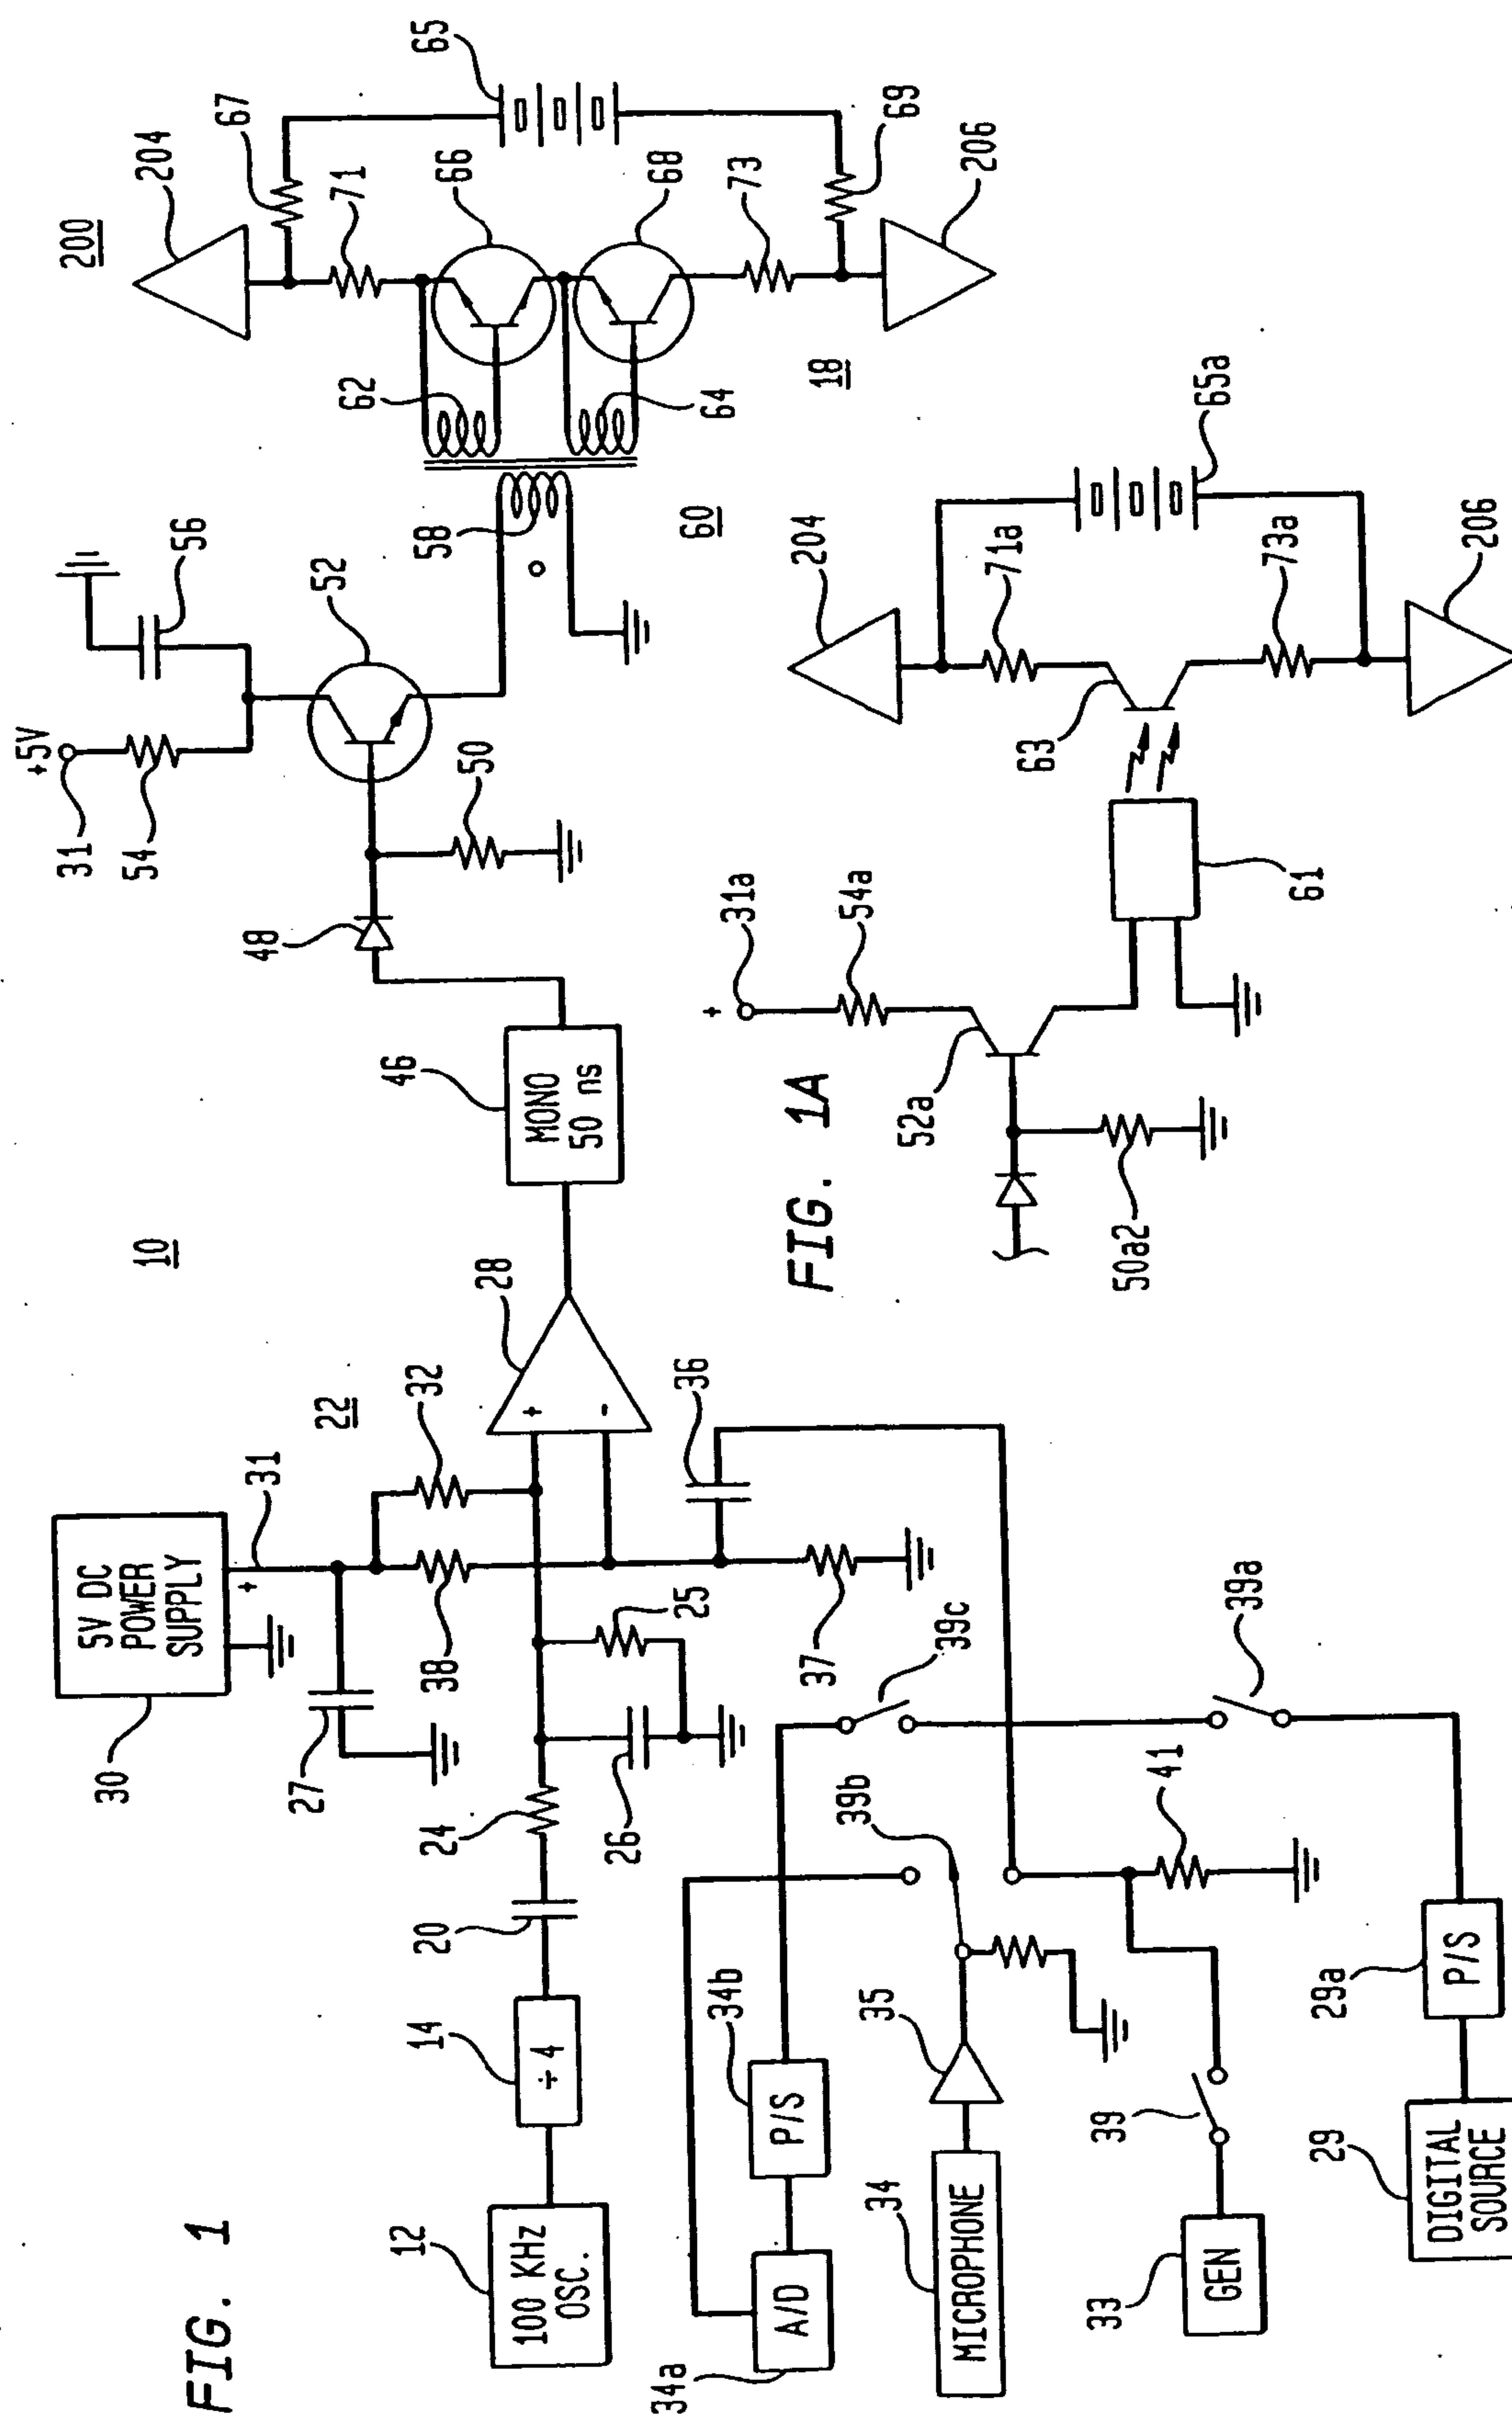 FIG. 1
10
12
100 KHz
OSC.
14
÷ 4
20
24
26
25
22
30
5V DC
POWER
SUPPLY
+
31
27
38
32
28
+
-
36
37
46
MONO
50 ns
48
50
31
+5V
54
52
56
58
60
62
64
66
68
18
200
204
67
71
65
73
69
206
34a
A/D
34b
P/S
34
MICROPHONE
35
39b
39c
39a
41
33
GEN
39
29
DIGITAL
SOURCE
29a
P/S
FIG. 1A
50a2
52a
+
31a
54a
61
63
204
71a
65a
73a
206